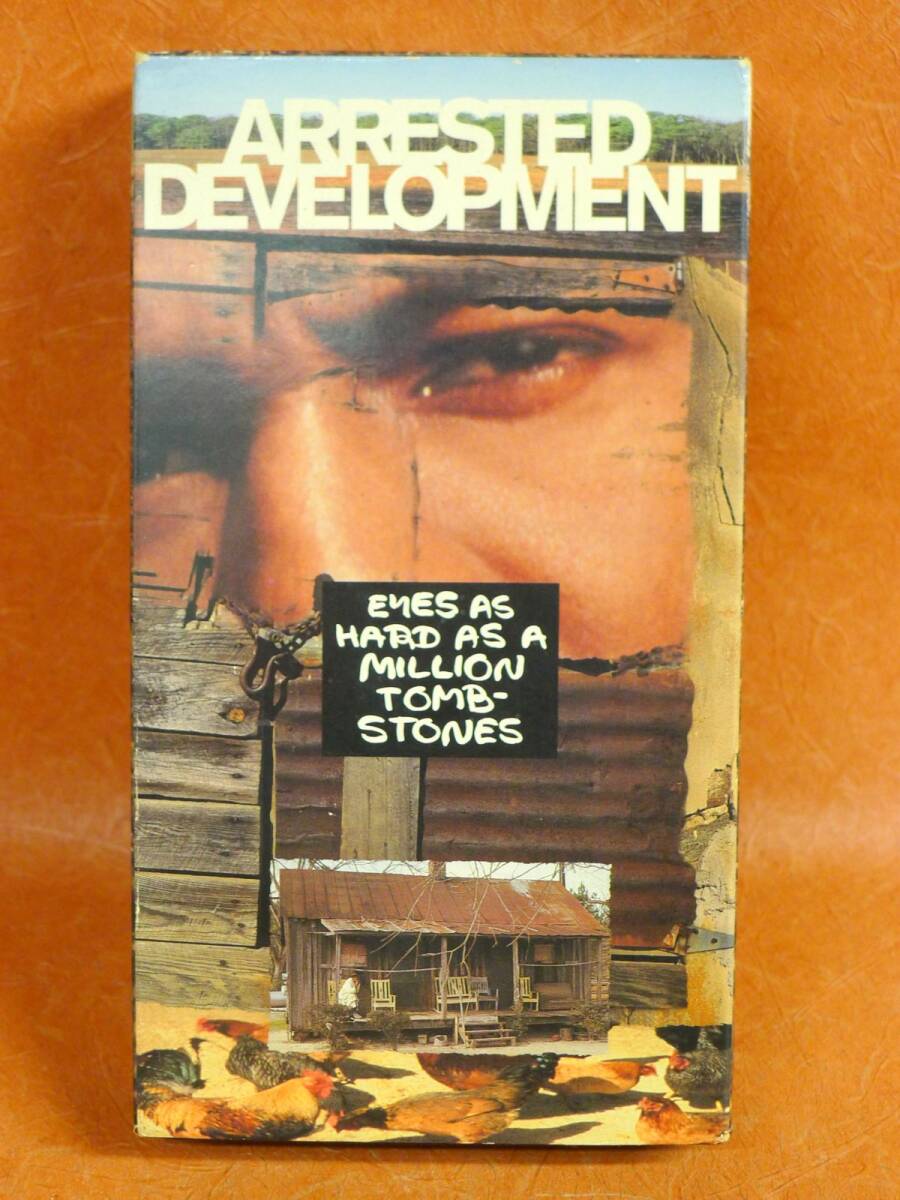 ARRESTED
DEVELOPMENT
EYES AS
HARD AS A
MILLION
TOMB-
STONES